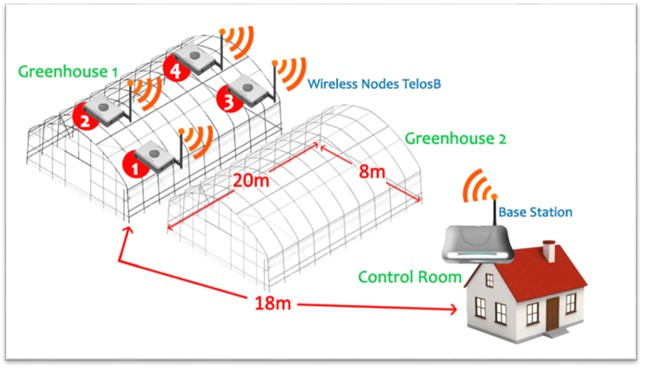 Greenhouse 1
4
3
2
1
Wireless Nodes TelosB
Greenhouse 2
20m
8m
Base Station
Control Room
18m